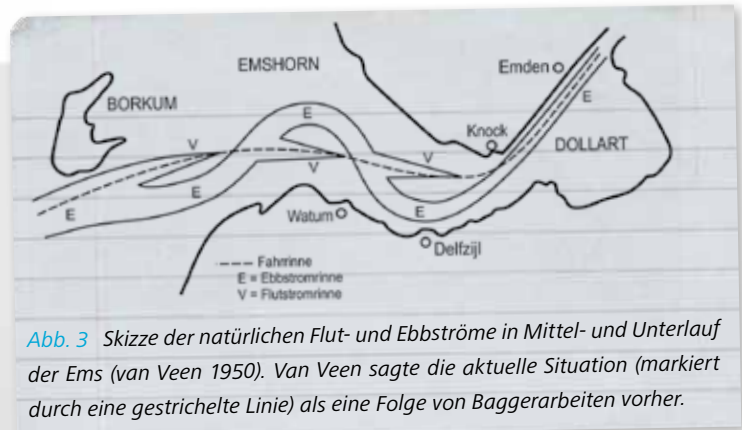 EMSHORN
Emden
BORKUM
E
E
Knock
V
V
DOLLART
V
E
E
E
Watum
Delfzijl
Fahrrinne
E = Ebbstromrinne
V = Flutstromrinne
Abb. 3 Skizze der natürlichen Flut- und Ebbströme in Mittel- und Unterlauf
der Ems (van Veen 1950). Van Veen sagte die aktuelle Situation (markiert
durch eine gestrichelte Linie) als eine Folge von Baggerarbeiten vorher.